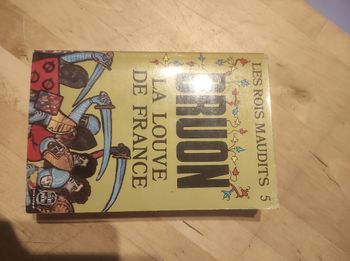 LES ROIS MAUDITS 5
DRUON
LA LOUVE
DE FRANCE